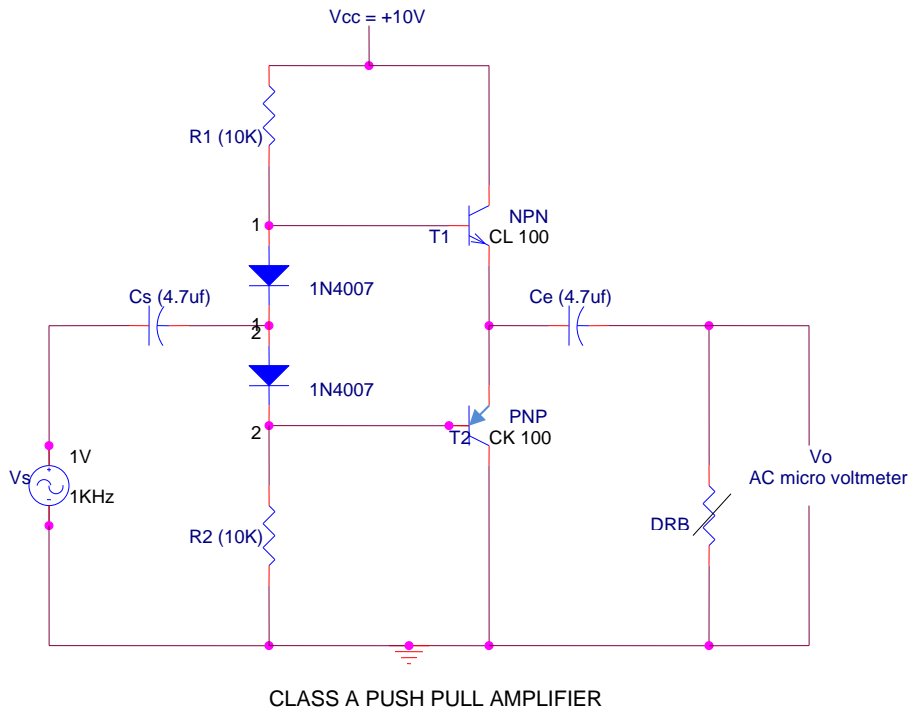 Vcc = +10V
R1 (10K)
1
NPN
T1
CL 100
1N4007
Cs (4.7uf)
Ce (4.7uf)
1
2
1N4007
PNP
2
T2
CK 100
1V
Vs
1KHz
Vo
AC micro voltmeter
R2 (10K)
DRB
+
-
CLASS A PUSH PULL AMPLIFIER